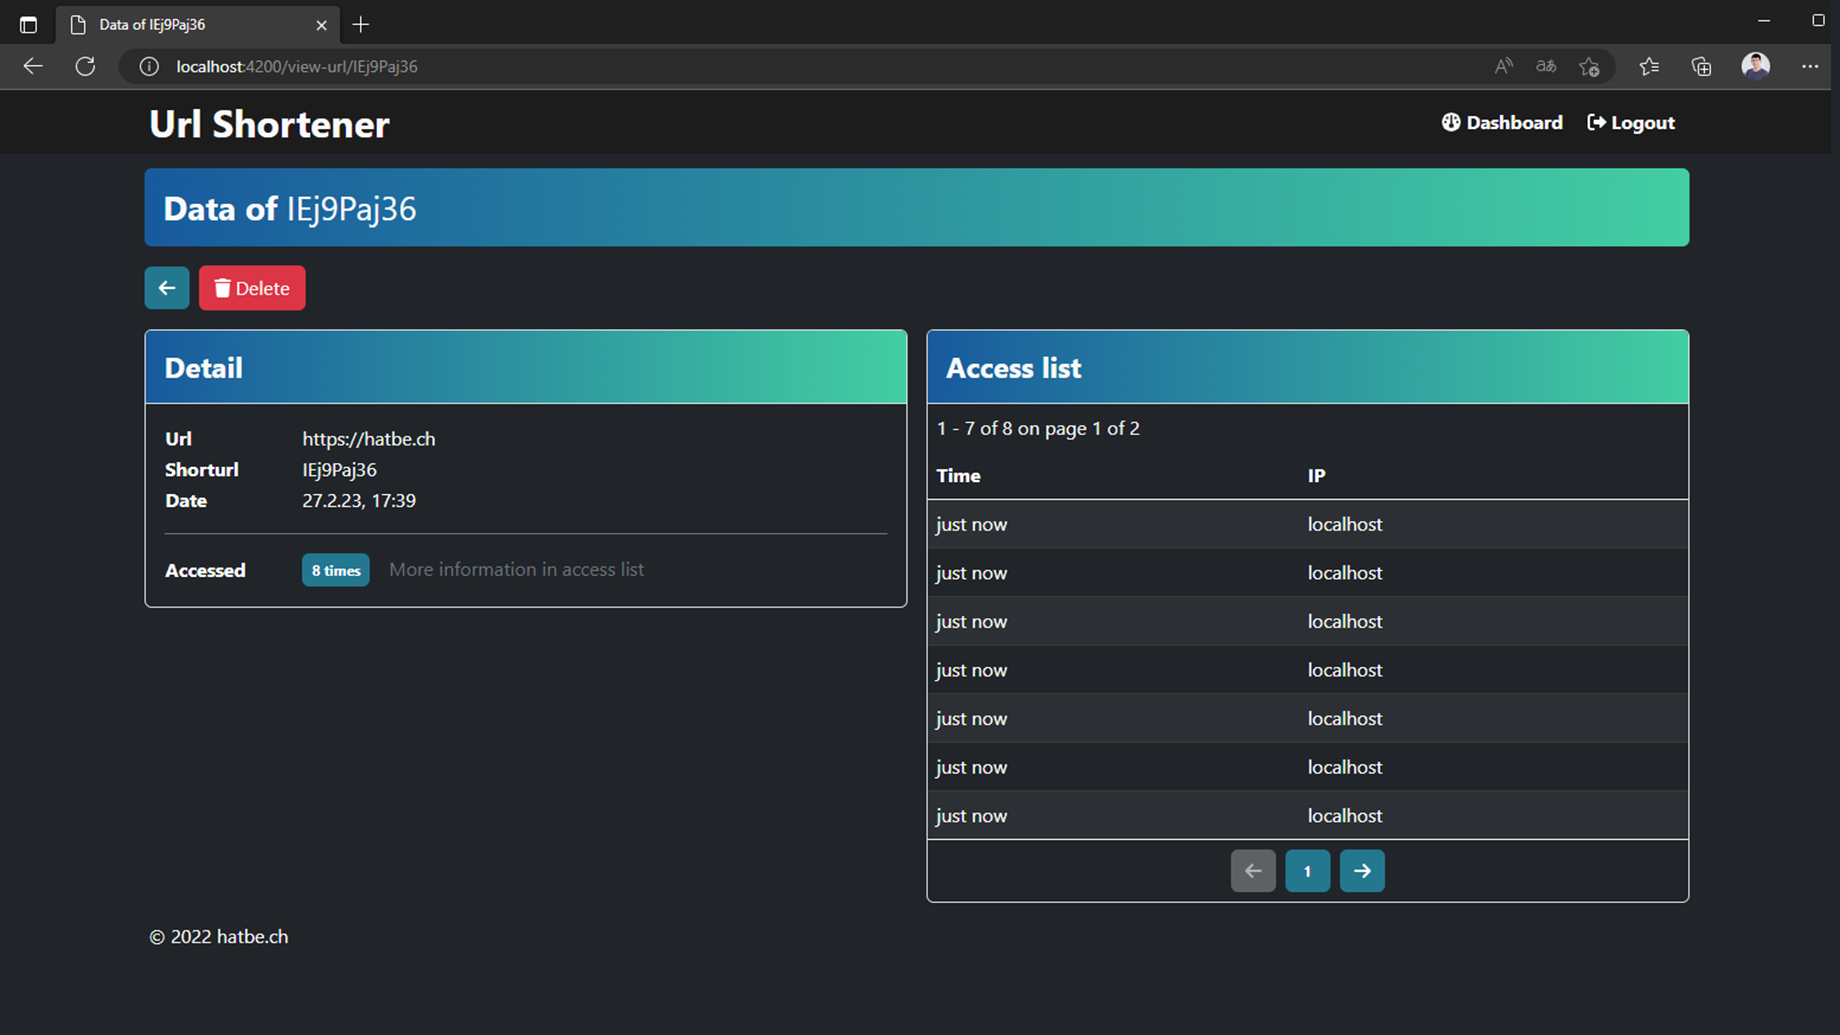 Data of IEj9Paj36
localhost:4200/view-url/IEj9Paj36
Url Shortener
Dashboard
Logout
Data of IEj9Paj36
Delete
Detail
Url https://hatbe.ch
Shorturl IEj9Paj36
Date 27.2.23, 17:39
Accessed 8 times More information in access list
Access list
1 - 7 of 8 on page 1 of 2
Time IP
just now localhost
just now localhost
just now localhost
just now localhost
just now localhost
just now localhost
just now localhost
1
© 2022 hatbe.ch